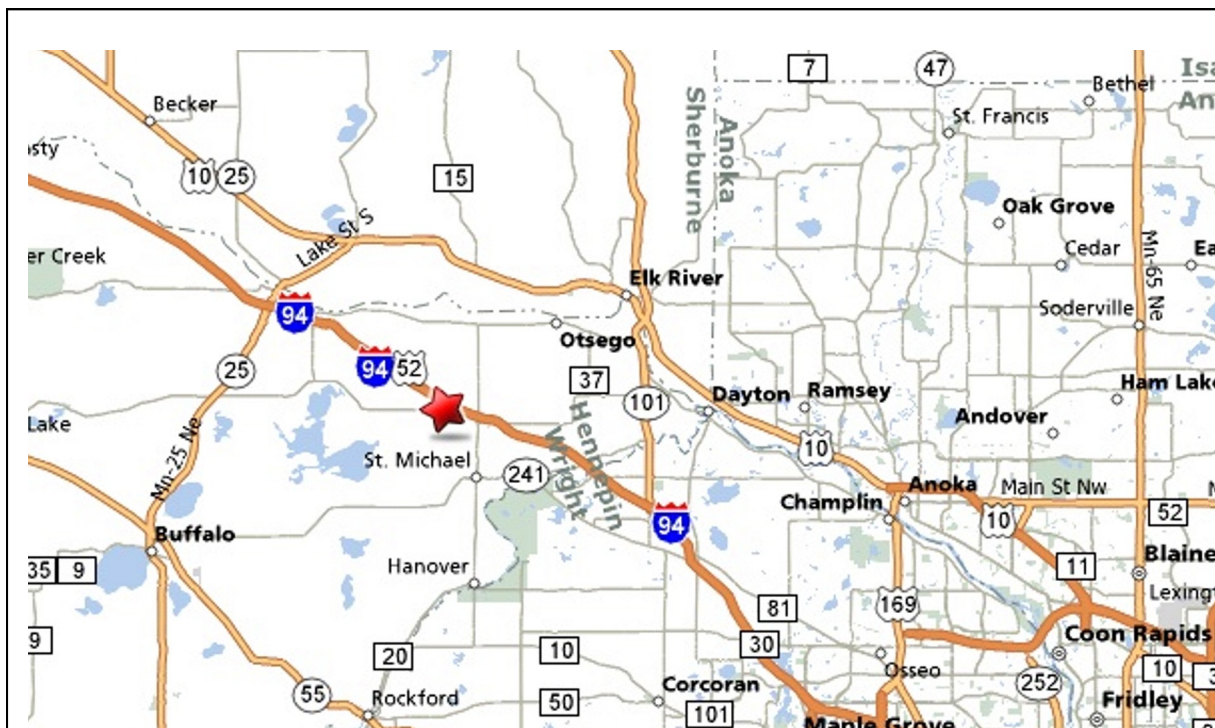 7
47
Isa
Bethel
An
Becker
St. Francis
Anoka
Sherburne
osty
10
25
15
Oak Grove
Lake St S
Mn-65 Ne
er Creek
Cedar
Ea
Elk River
Soderville
94
Otsego
94
52
25
37
101
Dayton
Ramsey
Ham Lake
Lake
Andover
Hennepin
Wright
Mn-25 Ne
10
St. Michael
241
Anoka
Main St Nw
Champlin
52
94
10
Buffalo
Blaine
35
9
Hanover
11
Lexingt
81
169
9
30
Coon Rapids
20
10
Osseo
10
3
55
Rockford
50
Corcoran
101
252
Fridley
Maple Grove